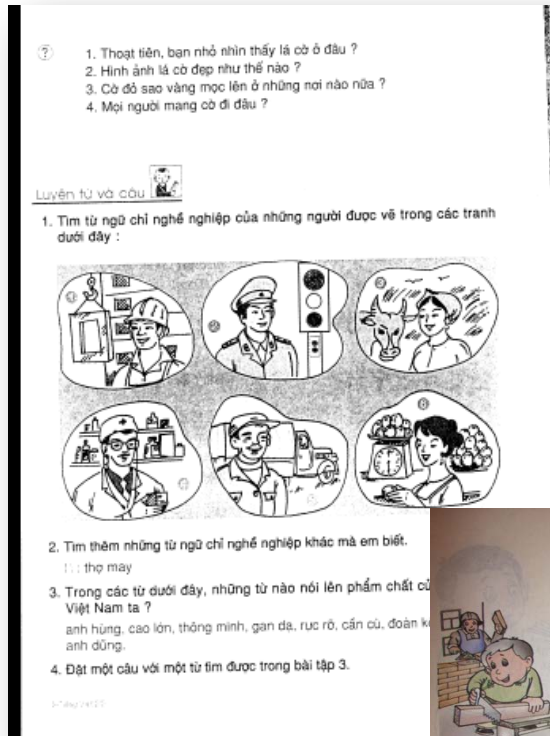 ?
1. Thoạt tiên, bạn nhỏ nhìn thấy lá cờ ở đâu ?
2. Hình ảnh lá cờ đẹp như thế nào ?
3. Cờ đỏ sao vàng mọc lên ở những nơi nào nữa ?
4. Mọi người mang cờ đi đâu ?
Luyện từ và câu
1. Tìm từ ngữ chỉ nghề nghiệp của những người được vẽ trong các tranh
dưới đây :
2. Tìm thêm những từ ngữ chỉ nghề nghiệp khác mà em biết.
thợ may
3. Trong các từ dưới đây, những từ nào nói lên phẩm chất
Việt Nam ta ?
anh hùng, cao lớn, thông minh, gan dạ, rực rỡ, cần cù, đoàn
anh dũng.
4. Đặt một câu với một từ tìm được trong bài tập 3.